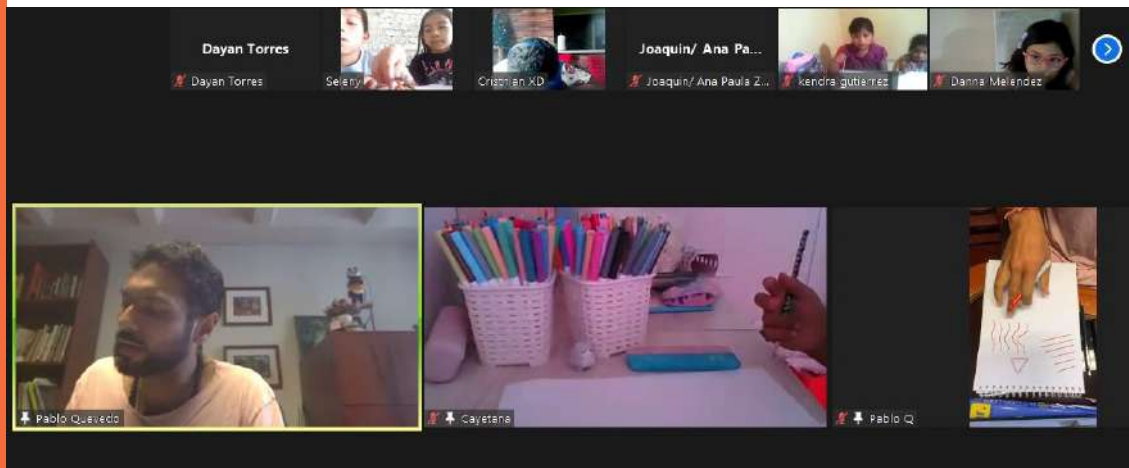 Dayan Torres
Joaquin/ Ana Pa...
Dayan Torres
Seleny
Cristhian XD
Joaquin/ Ana Paula Z...
kendra gutierrez
Danna Melendez
Pablo Quevedo
Cayetana
Pablo Q